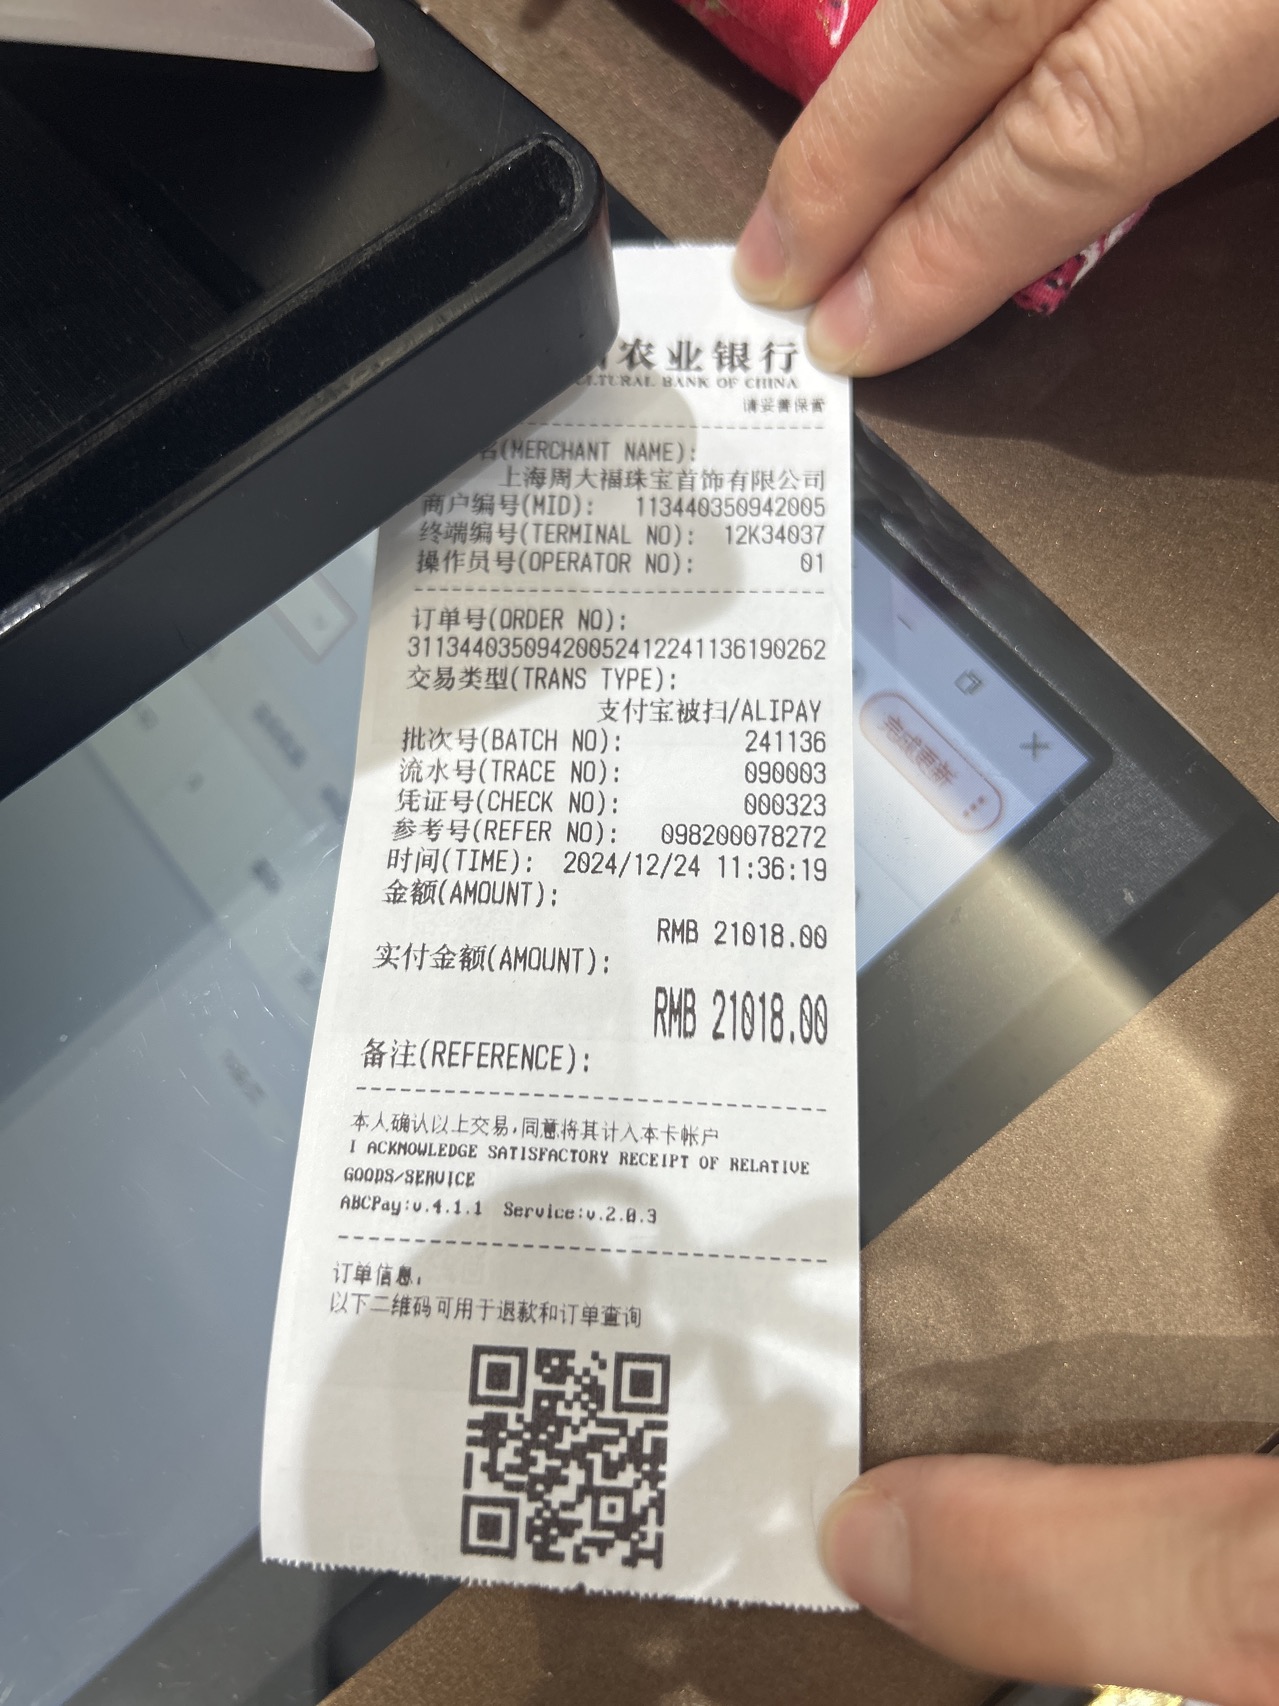 农业银行
CULTURAL BANK OF CHINA
请妥善保管
名(MERCHANT NAME):
上海周大福珠宝首饰有限公司
商户编号(MID): 113440350942005
终端编号(TERMINAL NO): 12K34037
操作员号(OPERATOR NO): 01
订单号(ORDER NO):
31134403509420052412241136190262
交易类型(TRANS TYPE):
支付宝被扫/ALIPAY
批次号(BATCH NO): 241136
流水号(TRACE NO): 090003
凭证号(CHECK NO): 000323
参考号(REFER NO): 098200078272
时间(TIME): 2024/12/24 11:36:19
金额(AMOUNT):
RMB 21018.00
实付金额(AMOUNT):
RMB 21018.00
备注(REFERENCE):
本人确认以上交易,同意将其计入本卡帐户
I ACKNOWLEDGE SATISFACTORY RECEIPT OF RELATIVE
GOODS/SERVICE
ABCPay:v.4.1.1 Service:v.2.0.3
订单信息,
以下二维码可用于退款和订单查询
完成更新